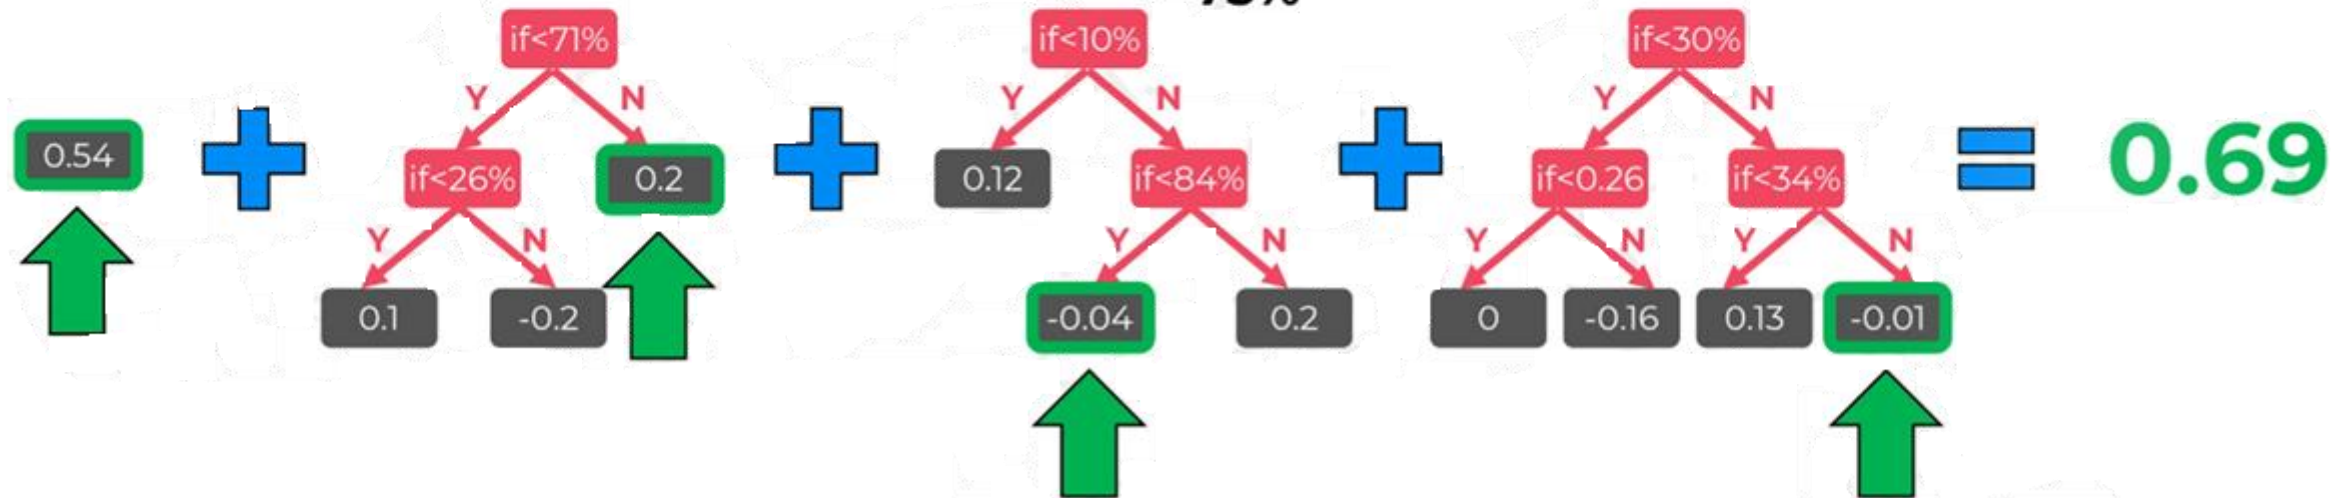 if<71%
if<10%
if<30%
Y
N
Y
N
Y
N
0.54
if<26%
0.2
0.12
if<84%
if<0.26
if<34%
0.69
Y
N
Y
N
Y
N
Y
N
0.1
-0.2
-0.04
0.2
0
-0.16
0.13
-0.01